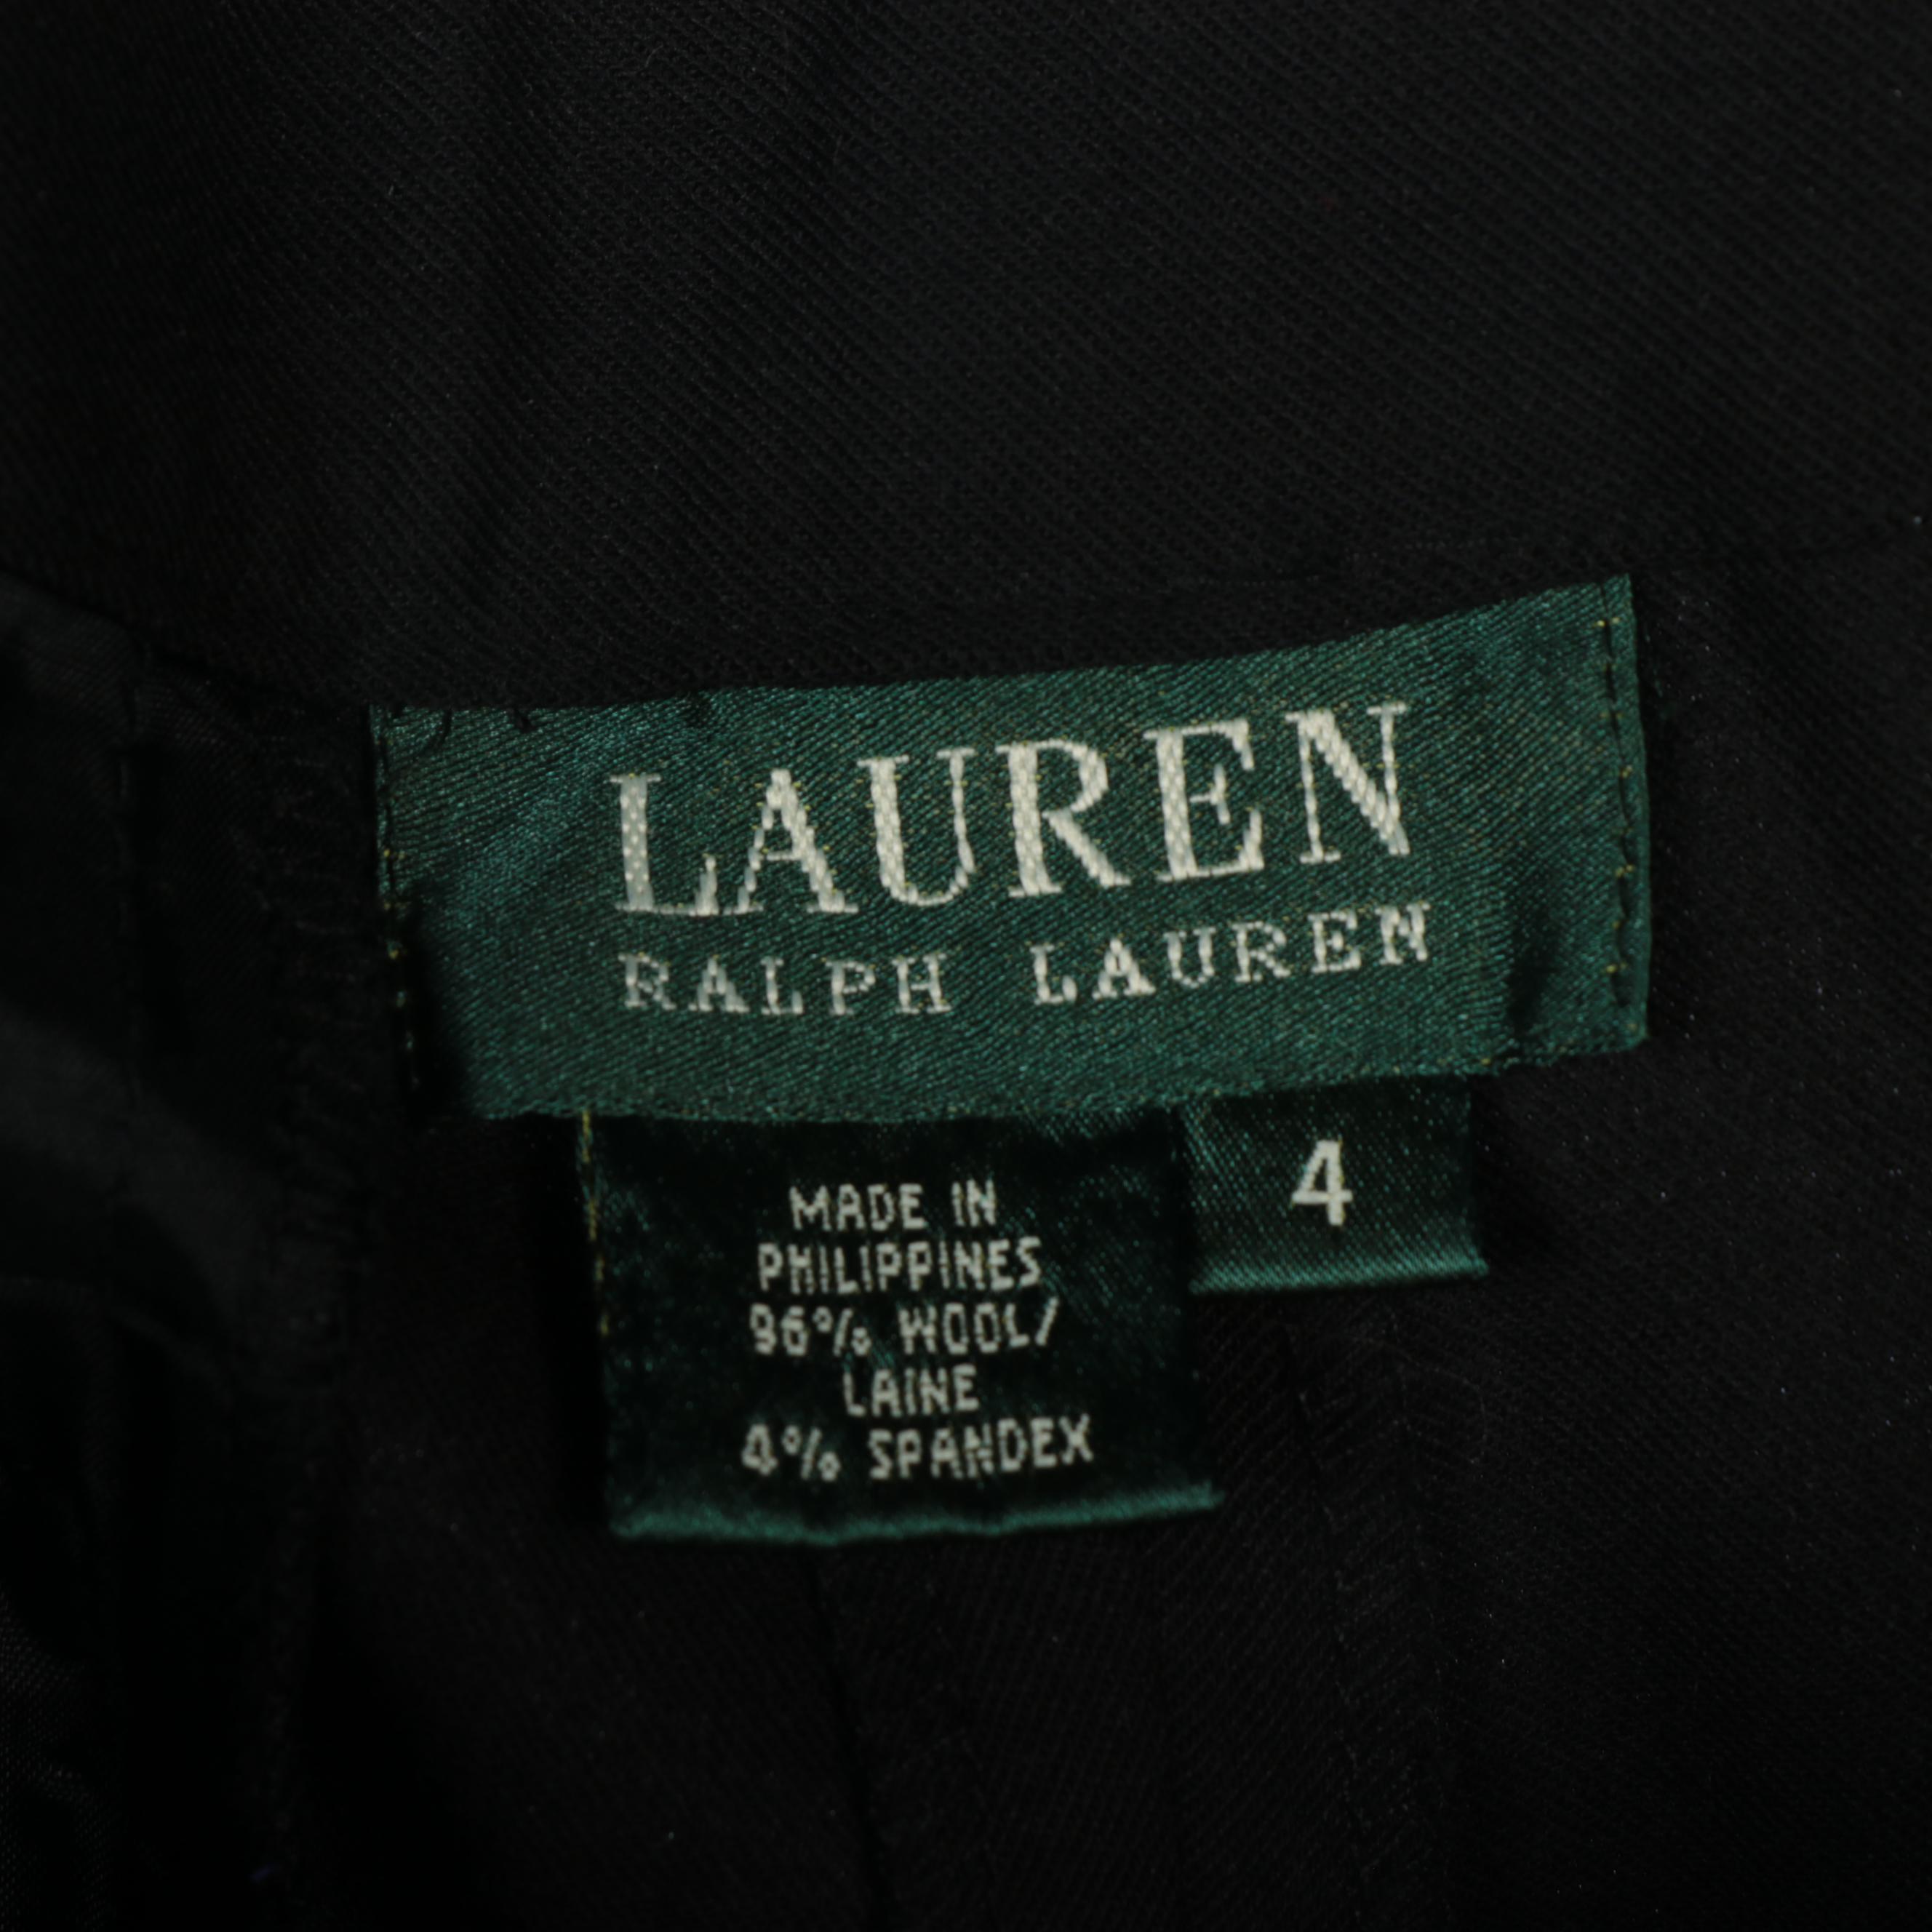 LAUREN
RALPH LAUREN
4
MADE IN
PHILIPPINES
96% WOOL/
LAINE
4% SPANDEX